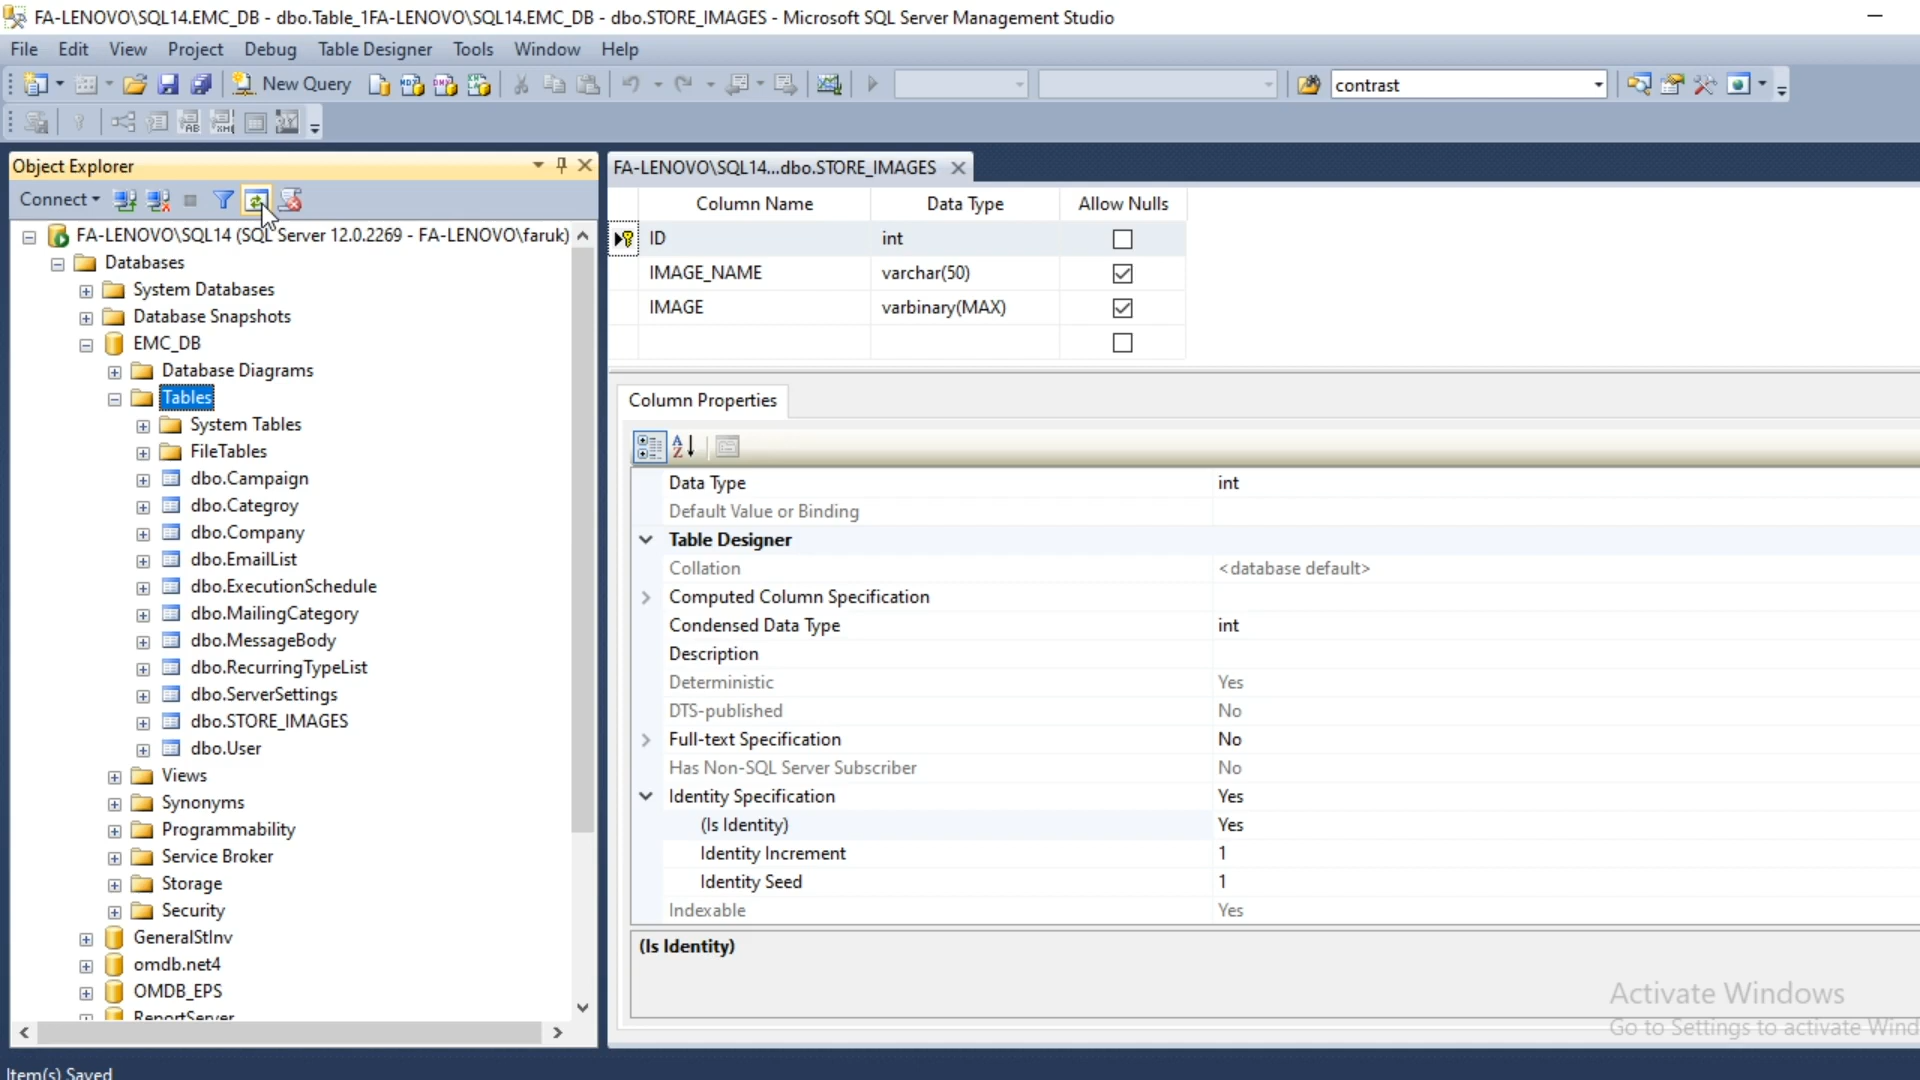 FA-LENOVO\SQL14.EMC_DB - dbo.Table_1FA-LENOVO\SQL14.EMC_DB - dbo.STORE_IMAGES - Microsoft SQL Server Management Studio
File Edit View Project Debug Table Designer Tools Window Help
New Query contrast
Object Explorer
Connect
FA-LENOVO\SQL14 (SQL Server 12.0.2269 - FA-LENOVO\faruk)
Databases
System Databases
Database Snapshots
EMC_DB
Database Diagrams
Tables
System Tables
FileTables
dbo.Campaign
dbo.Categroy
dbo.Company
dbo.EmailList
dbo.ExecutionSchedule
dbo.MailingCategory
dbo.MessageBody
dbo.RecurringTypeList
dbo.ServerSettings
dbo.STORE_IMAGES
dbo.User
Views
Synonyms
Programmability
Service Broker
Storage
Security
GeneralStInv
omdb.net4
OMDB_EPS
ReportServer
FA-LENOVO\SQL14...dbo.STORE_IMAGES
Column Name Data Type Allow Nulls
ID int
IMAGE_NAME varchar(50)
IMAGE varbinary(MAX)
Column Properties
Data Type int
Default Value or Binding
Table Designer
Collation <database default>
Computed Column Specification
Condensed Data Type int
Description
Deterministic Yes
DTS-published No
Full-text Specification No
Has Non-SQL Server Subscriber No
Identity Specification Yes
(Is Identity) Yes
Identity Increment 1
Identity Seed 1
Indexable Yes
(Is Identity)
Activate Windows
Go to Settings to activate Wind
Item(s) Saved